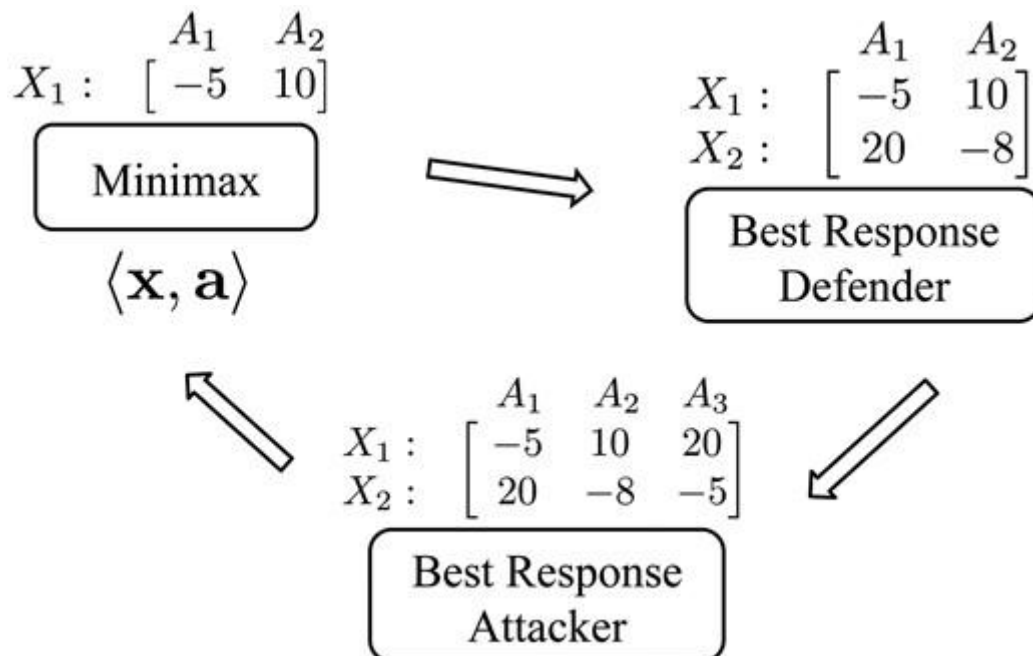 A₁ A₂
X₁ : [ −5 10 ]
Minimax
⟨x, a⟩
A₁ A₂
X₁ : [ −5 10 ]
X₂ : [ 20 −8 ]
Best Response
Defender
A₁ A₂ A₃
X₁ : [ −5 10 20 ]
X₂ : [ 20 −8 −5 ]
Best Response
Attacker